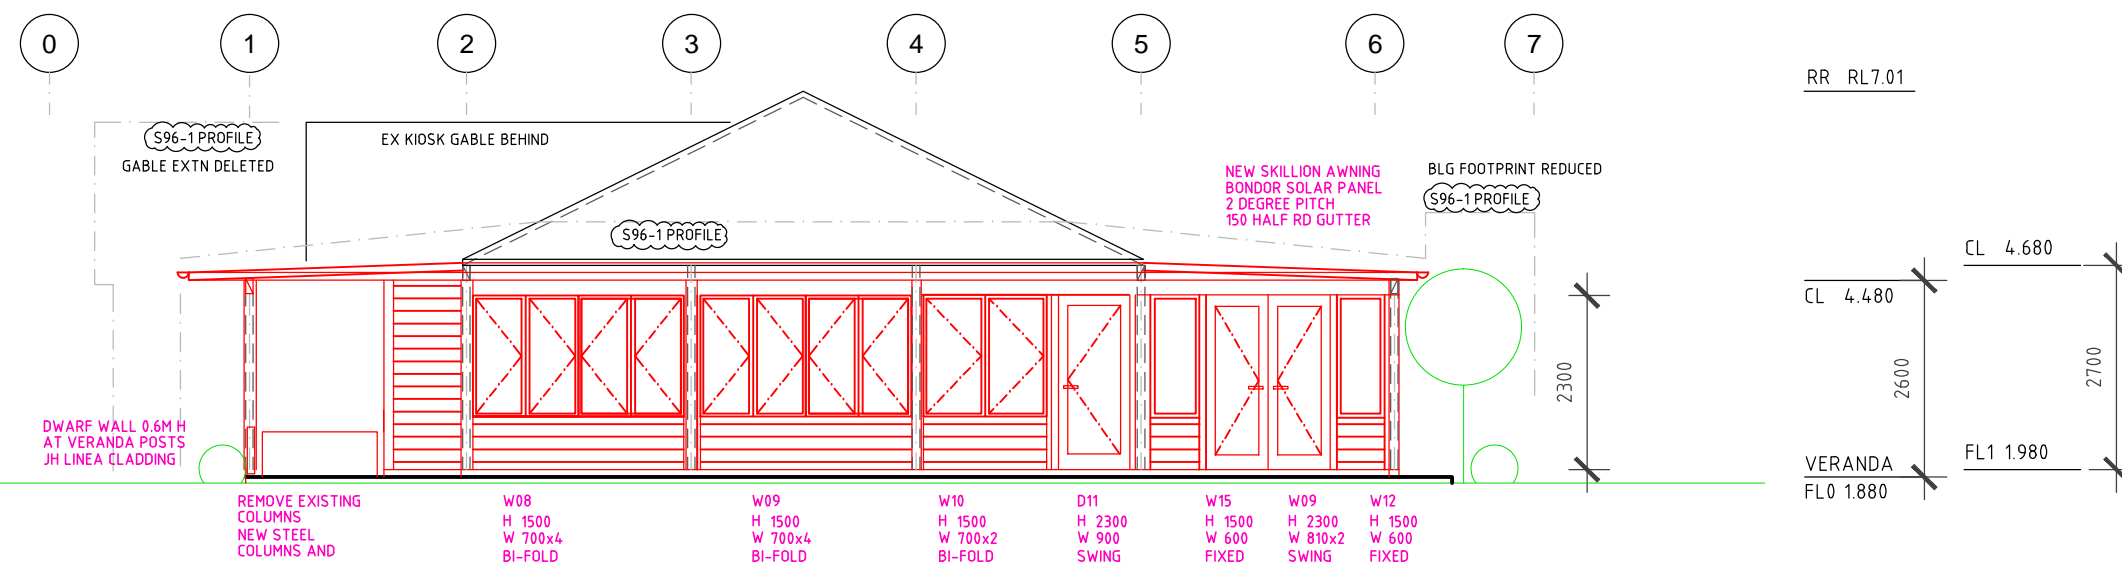 0 1 2 3 4 5 6 7
RR RL7.01
S96-1 PROFILE
GABLE EXTN DELETED
EX KIOSK GABLE BEHIND
S96-1 PROFILE
NEW SKILLION AWNING
BONDOR SOLAR PANEL
2 DEGREE PITCH
150 HALF RD GUTTER
BLG FOOTPRINT REDUCED
S96-1 PROFILE
CL 4.680
CL 4.480
2300
2600
2700
DWARF WALL 0.6M H
AT VERANDA POSTS
JH LINEA CLADDING
FL1 1.980
VERANDA
FL0 1.880
REMOVE EXISTING
COLUMNS
NEW STEEL
COLUMNS AND
W08
H 1500
W 700x4
BI-FOLD
W09
H 1500
W 700x4
BI-FOLD
W10
H 1500
W 700x2
BI-FOLD
D11
H 2300
W 900
SWING
W15
H 1500
W 600
FIXED
W09
H 2300
W 810x2
SWING
W12
H 1500
W 600
FIXED